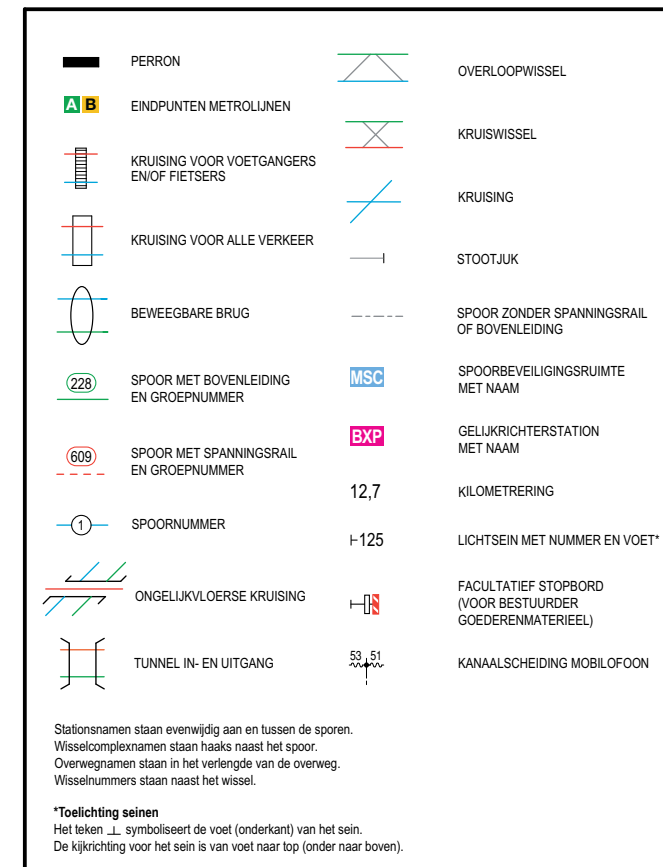 PERRON
A B
EINDPUNTEN METROLIJNEN
KRUISING VOOR VOETGANGERS
EN/OF FIETSERS
KRUISING VOOR ALLE VERKEER
BEWEEGBARE BRUG
228
SPOOR MET BOVENLEIDING
EN GROEPNUMMER
609
SPOOR MET SPANNINGSRAIL
EN GROEPNUMMER
1
SPOORNUMMER
ONGELIJKVLOERSE KRUISING
TUNNEL IN- EN UITGANG
OVERLOOPWISSEL
KRUISWISSEL
KRUISING
STOOTJUK
SPOOR ZONDER SPANNINGSRAIL
OF BOVENLEIDING
MSC
SPOORBEVEILIGINGSRUIMTE
MET NAAM
BXP
GELIJKRICHTERSTATION
MET NAAM
12,7
KILOMETRERING
125
LICHTSEIN MET NUMMER EN VOET*
FACULTATIEF STOPBORD
(VOOR BESTUURDER
GOEDERENMATERIEEL)
53 51
KANAALSCHEIDING MOBILOFOON
Stationsnamen staan evenwijdig aan en tussen de sporen.
Wisselcomplexnamen staan haaks naast het spoor.
Overwegnamen staan in het verlengde van de overweg.
Wisselnummers staan naast het wissel.
*Toelichting seinen
Het teken ⊥ symboliseert de voet (onderkant) van het sein.
De kijkrichting voor het sein is van voet naar top (onder naar boven).